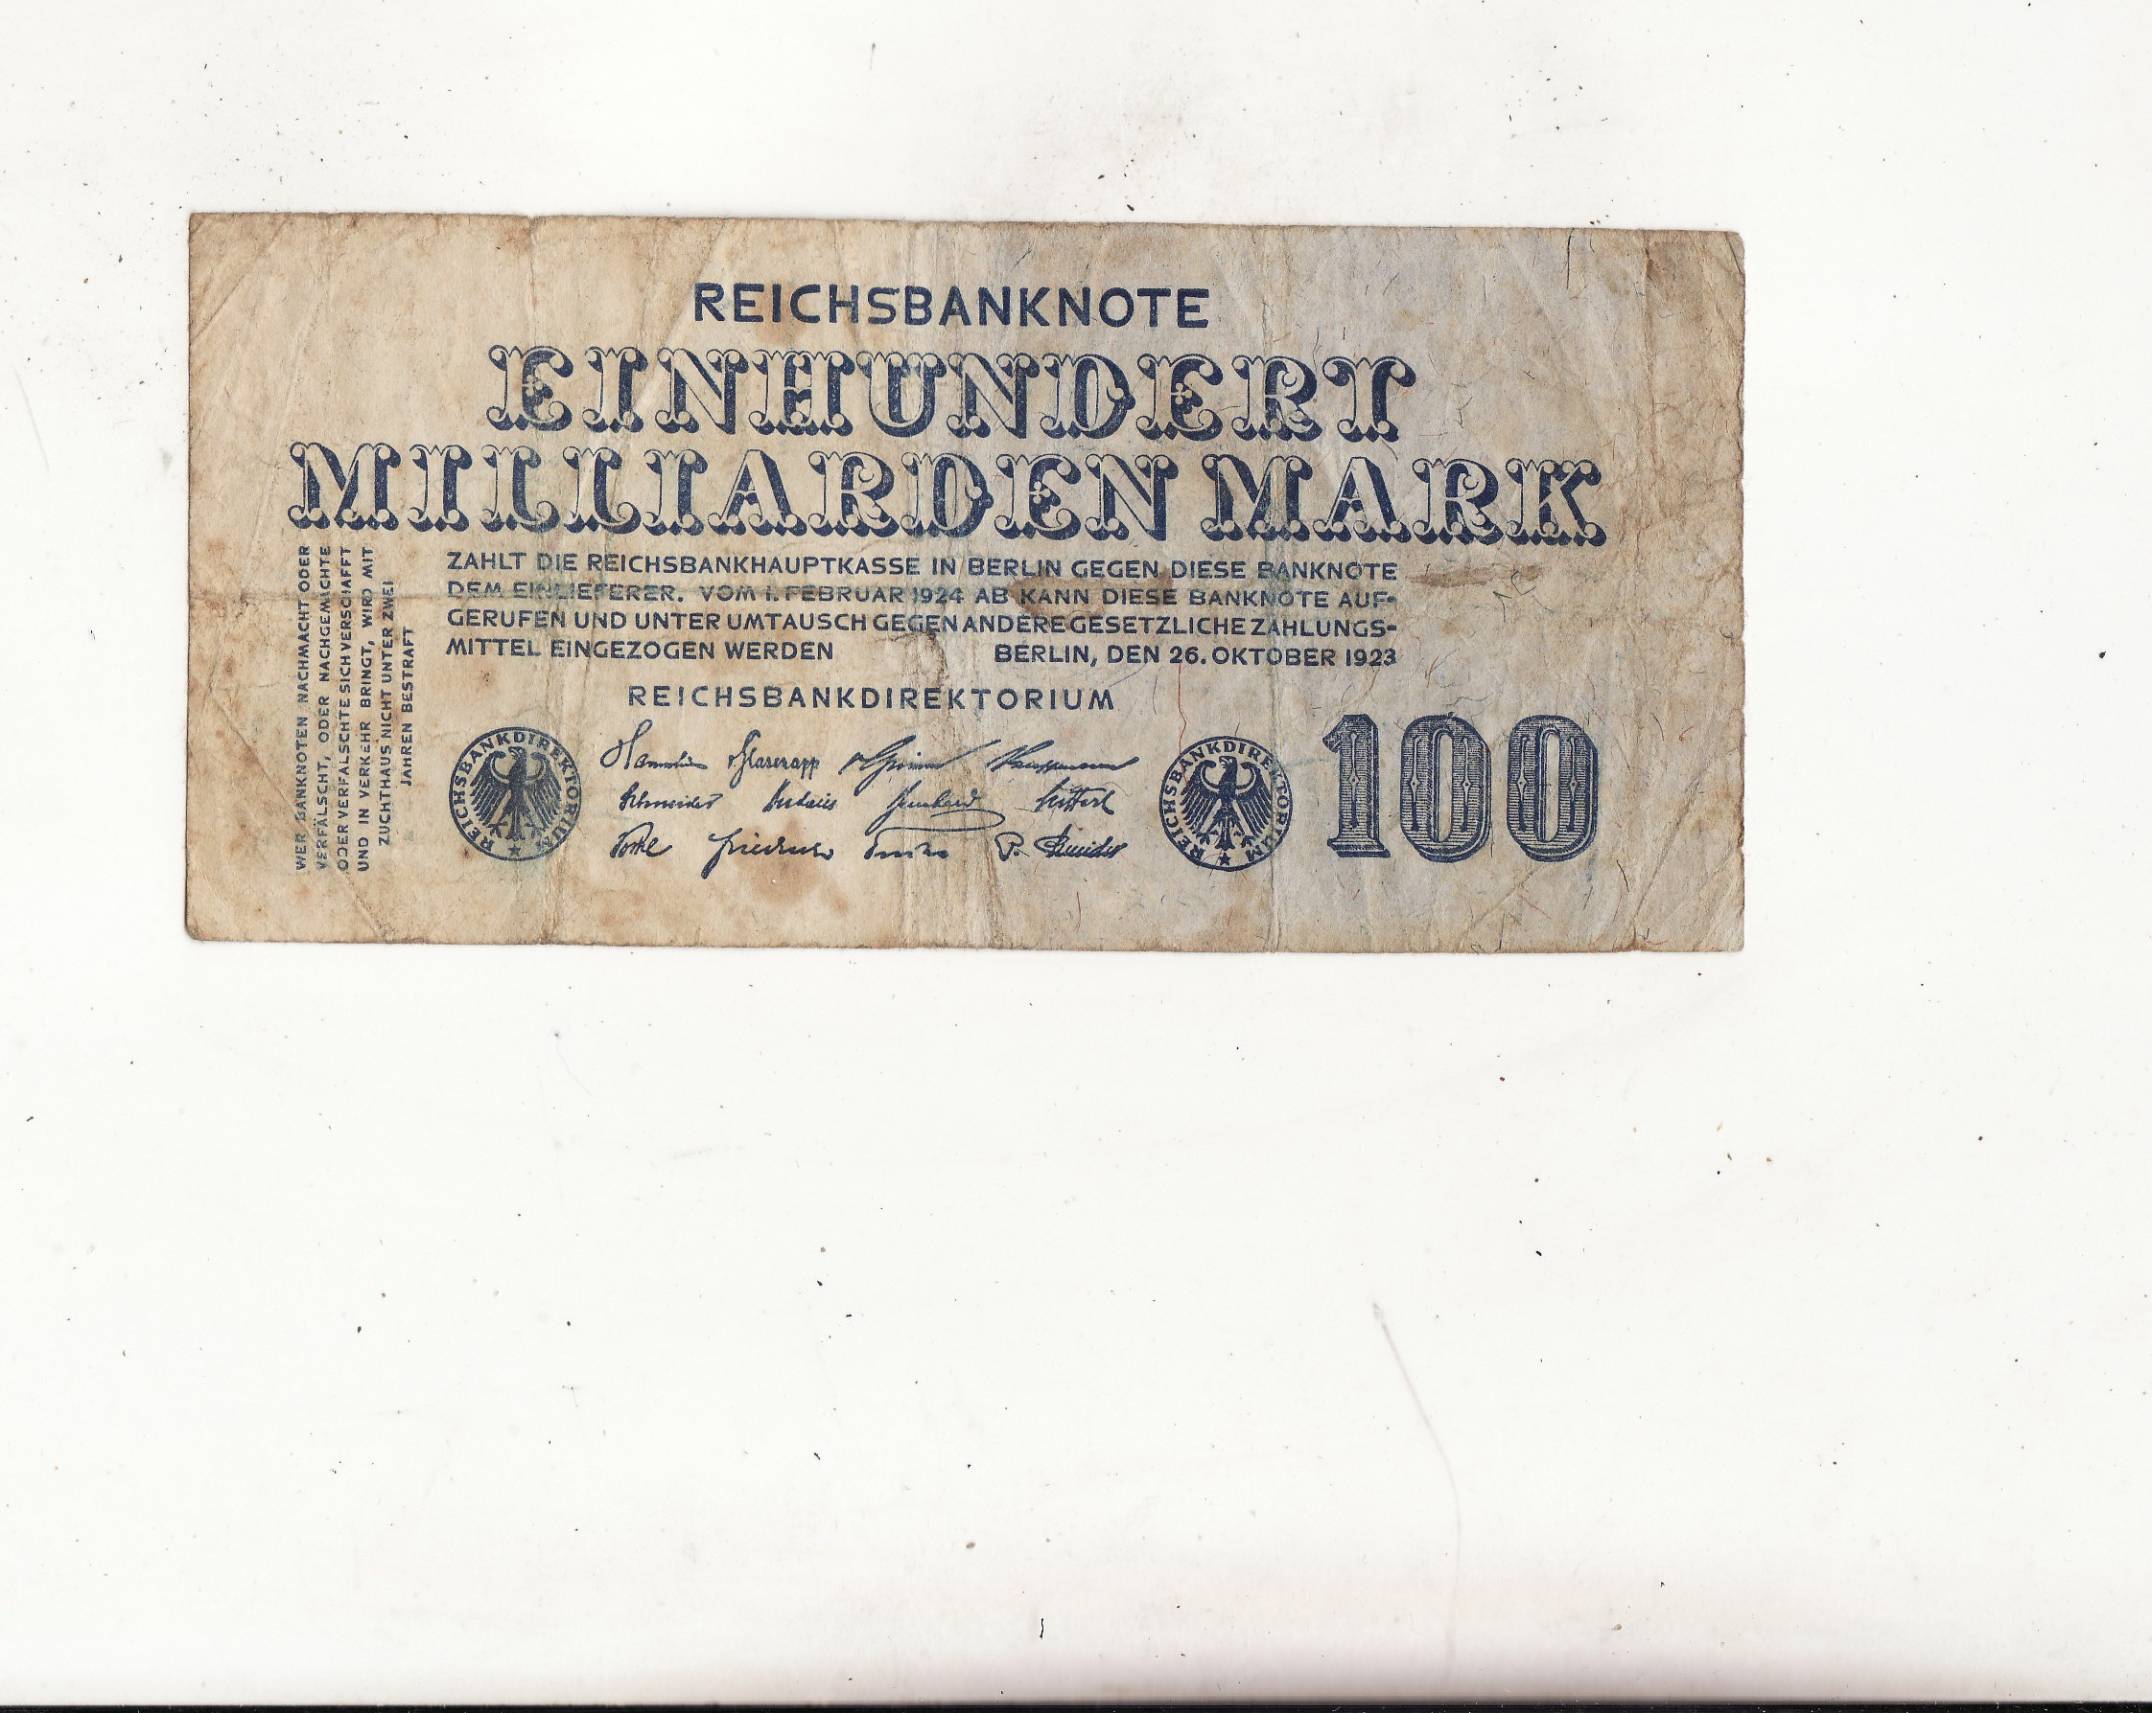 REICHSBANKNOTE
EINHUNDERT
MILLIARDEN MARK
ZAHLT DIE REICHSBANKHAUPTKASSE IN BERLIN GEGEN DIESE BANKNOTE
DEM EINLIEFERER. VOM 1. FEBRUAR 1924 AB KANN DIESE BANKNOTE AUF-
GERUFEN UND UNTER UMTAUSCH GEGEN ANDERE GESETZLICHE ZAHLUNGS-
MITTEL EINGEZOGEN WERDEN
BERLIN, DEN 26. OKTOBER 1923
REICHSBANKDIREKTORIUM
WER BANKNOTEN NACHMACHT ODER
VERFÄLSCHT, ODER NACHGEMACHTE
ODER VERFÄLSCHTE SICH VERSCHAFFT
UND IN VERKEHR BRINGT, WIRD MIT
ZUCHTHAUS NICHT UNTER ZWEI
JAHREN BESTRAFT
REICHSBANKDIREKTORIUM
v. Glasenapp
Schneider
P. Schneider
REICHSBANKDIREKTORIUM
100